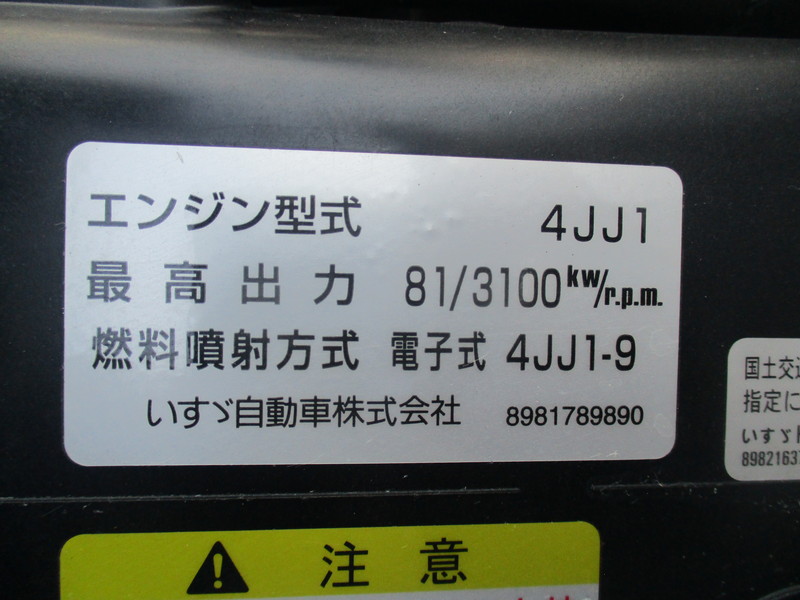 エンジン型式 4JJ1
最高出力 81/3100kw/r.p.m.
燃料噴射方式 電子式 4JJ1-9
いすゞ自動車株式会社 8981789890
国土交通
指定に
いすゞ
8982163
注意